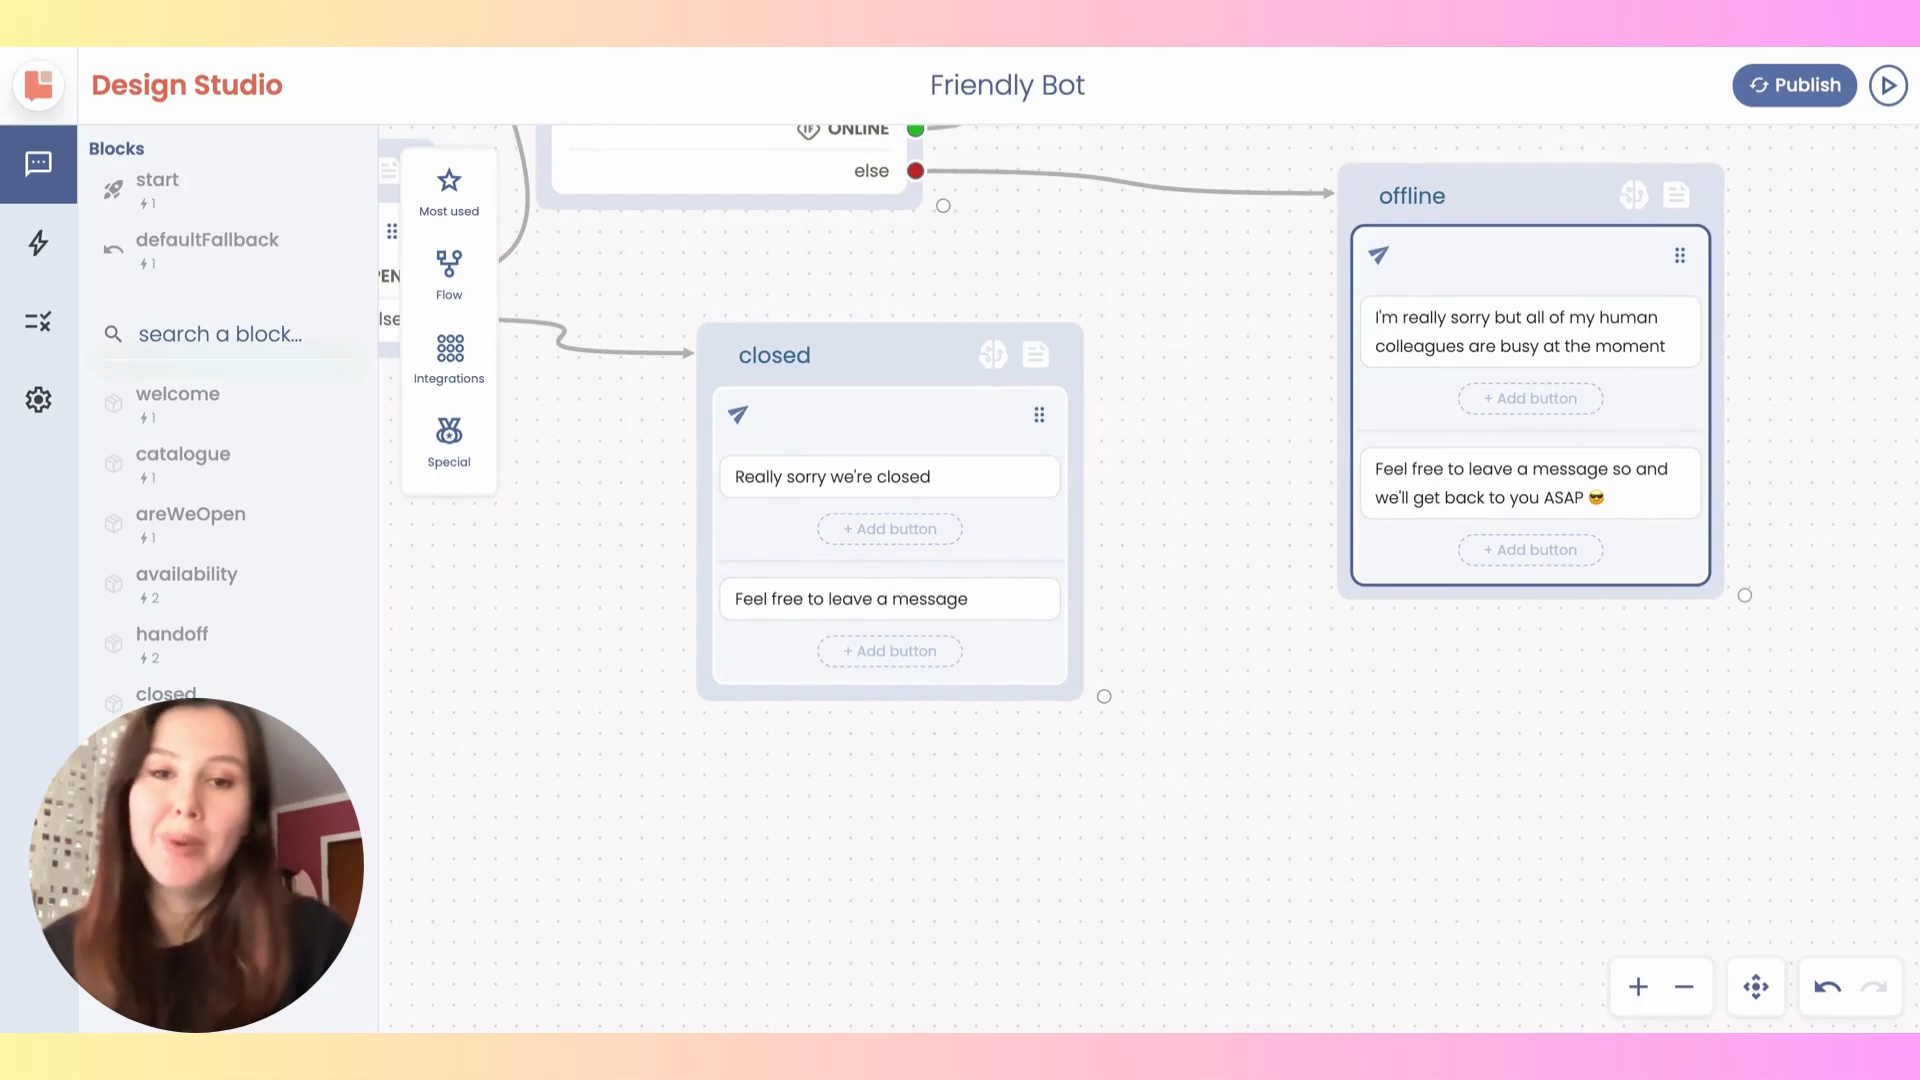 Design Studio
Friendly Bot
Publish
Blocks
start
1
defaultFallback
1
search a block...
welcome
1
catalogue
1
areWeOpen
1
availability
2
handoff
2
closed
Most used
Flow
Integrations
Special
IF ONLINE
else
closed
Really sorry we're closed
+ Add button
Feel free to leave a message
+ Add button
offline
I'm really sorry but all of my human
colleagues are busy at the moment
+ Add button
Feel free to leave a message so and
we'll get back to you ASAP 😎
+ Add button